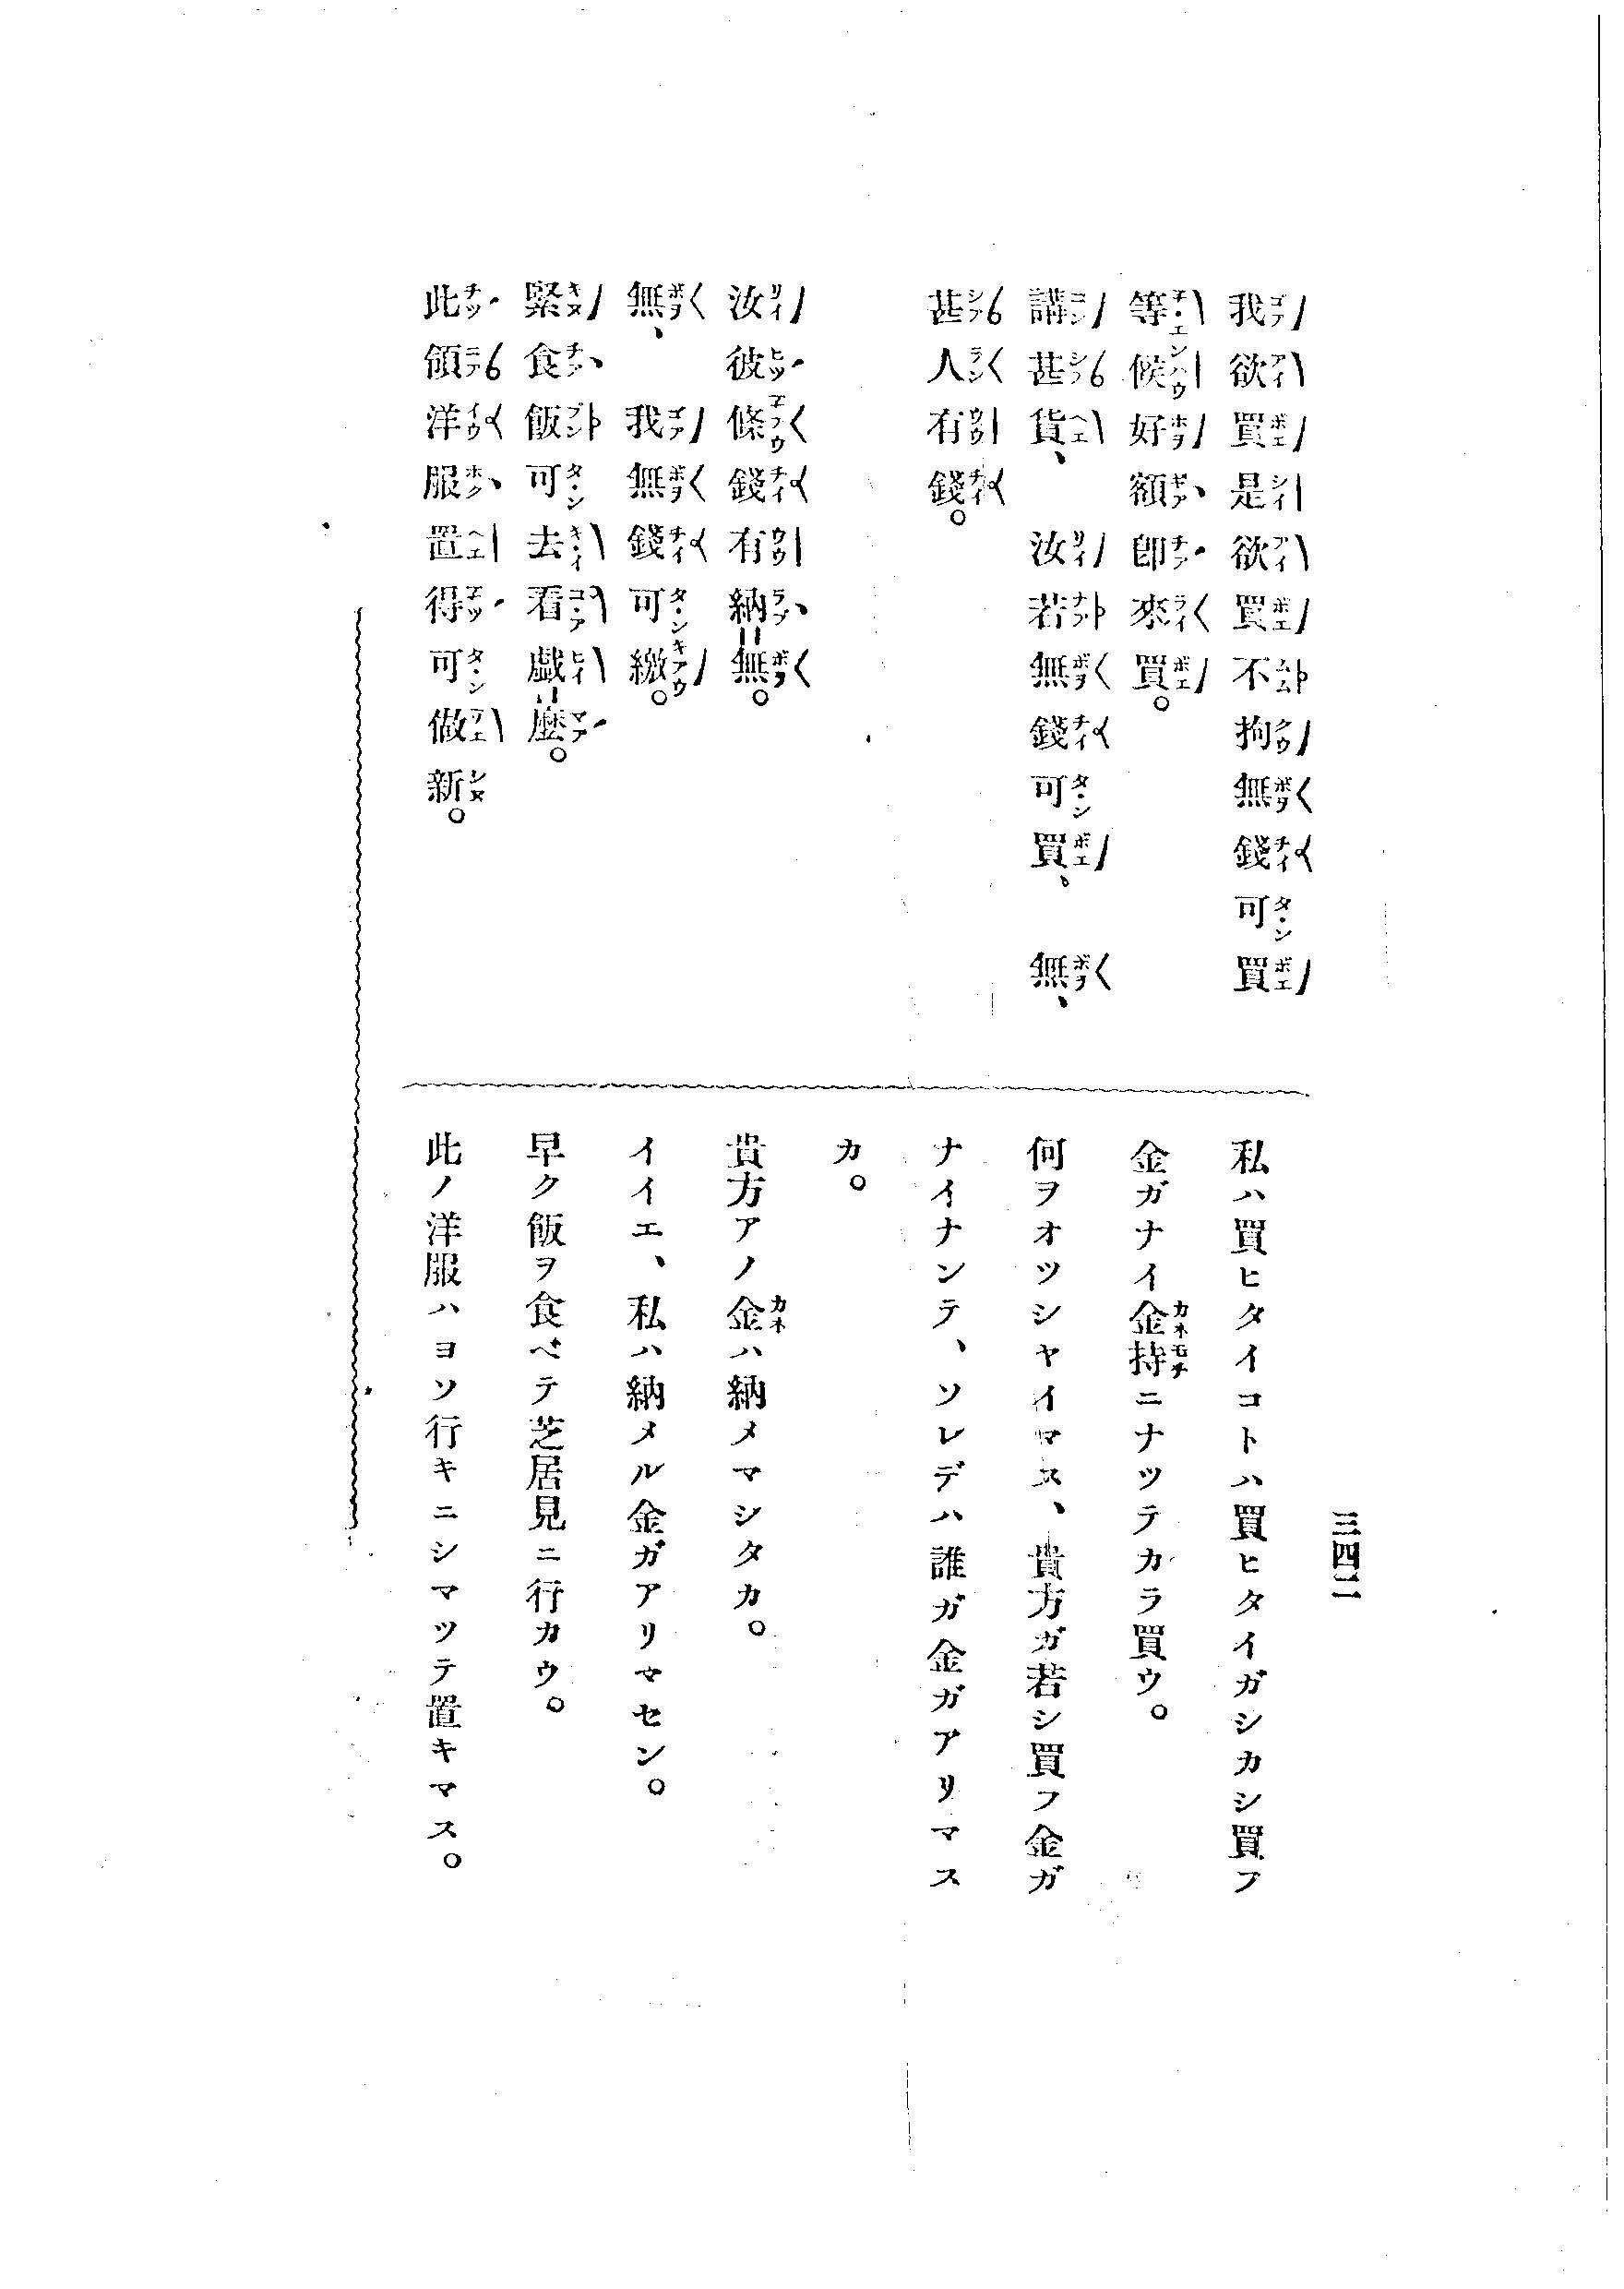 三四二
我欲買是欲買不拘無錢可買
等候好額卽來買。
講甚貨、汝若無錢可買、無、
甚人有錢。
汝彼條錢有納無。
無、我無錢可繳。
緊食飯可去看戲麼。
此領洋服置得可做新。
私ハ買ヒタイコトハ買ヒタイガシカシ買フ
金ガナイ金持ニナツテカラ買ウ。
何ヲオツシヤイマス、貴方ガ若シ買フ金ガ
ナイナンテ、ソレデハ誰ガ金ガアリマス
カ。
貴方アノ金ハ納メマシタカ。
イイエ、私ハ納メル金ガアリマセン。
早ク飯ヲ食ベテ芝居見ニ行カウ。
此ノ洋服ハヨソ行キニシマツテ置キマス。